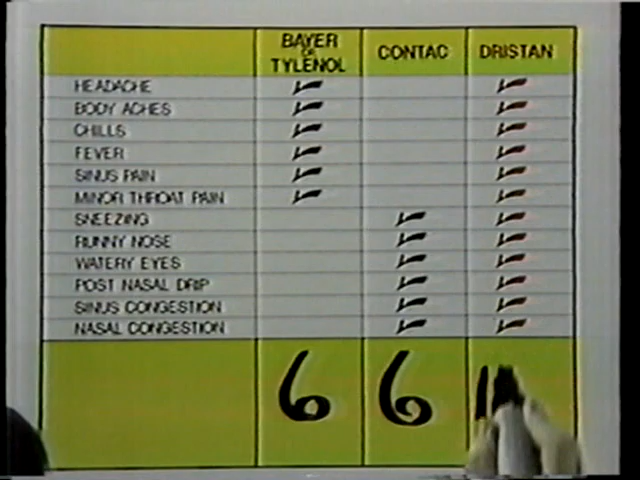 BAYER
OR
TYLENOL
CONTAC
DRISTAN
HEADACHE
BODY ACHES
CHILLS
FEVER
SINUS PAIN
MINOR THROAT PAIN
SNEEZING
RUNNY NOSE
WATERY EYES
POST NASAL DRIP
SINUS CONGESTION
NASAL CONGESTION
6 6 1